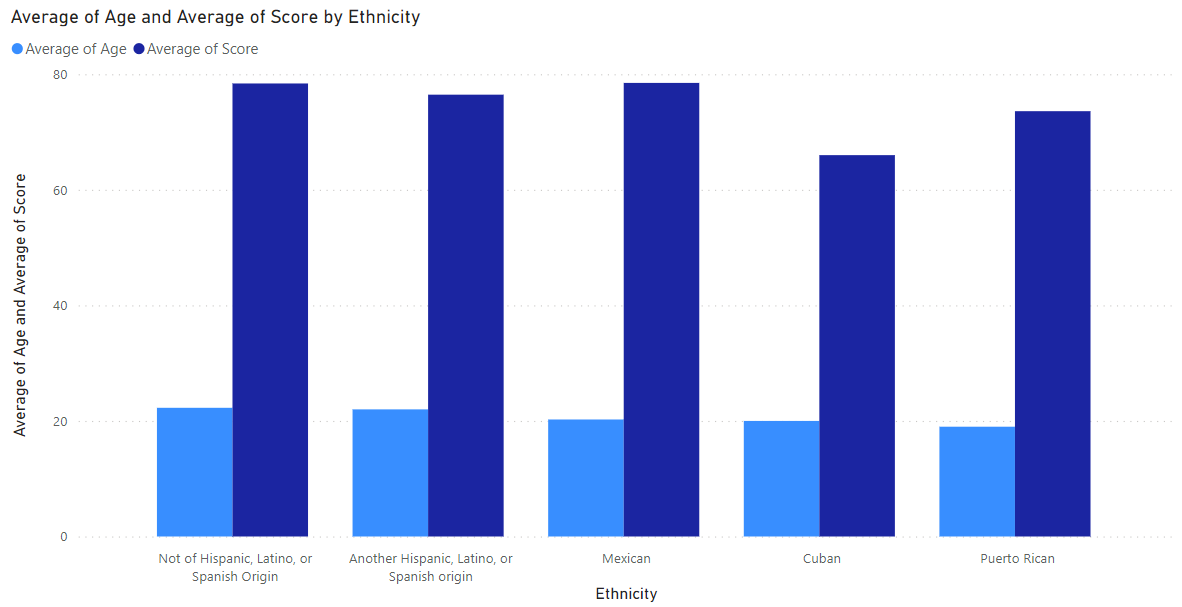 Average of Age and Average of Score by Ethnicity
Average of Age Average of Score
80
60
40
20
0
Average of Age and Average of Score
Not of Hispanic, Latino, or
Spanish Origin
Another Hispanic, Latino, or
Spanish origin
Mexican
Cuban
Puerto Rican
Ethnicity